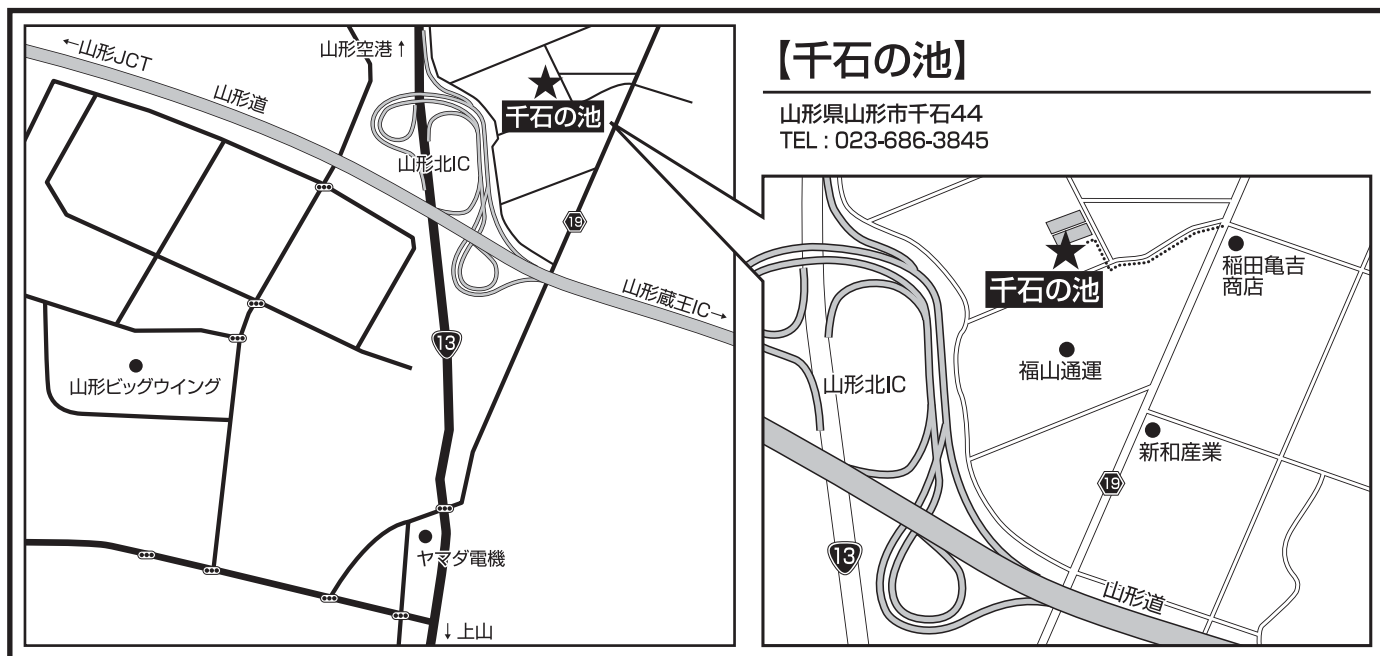 ←山形JCT
山形空港↑
山形道
千石の池
山形北IC
19
山形蔵王IC→
13
山形ビッグウイング
ヤマダ電機
↓上山
【千石の池】
山形県山形市千石44
TEL : 023-686-3845
稲田亀吉
商店
千石の池
福山通運
山形北IC
新和産業
19
13
山形道